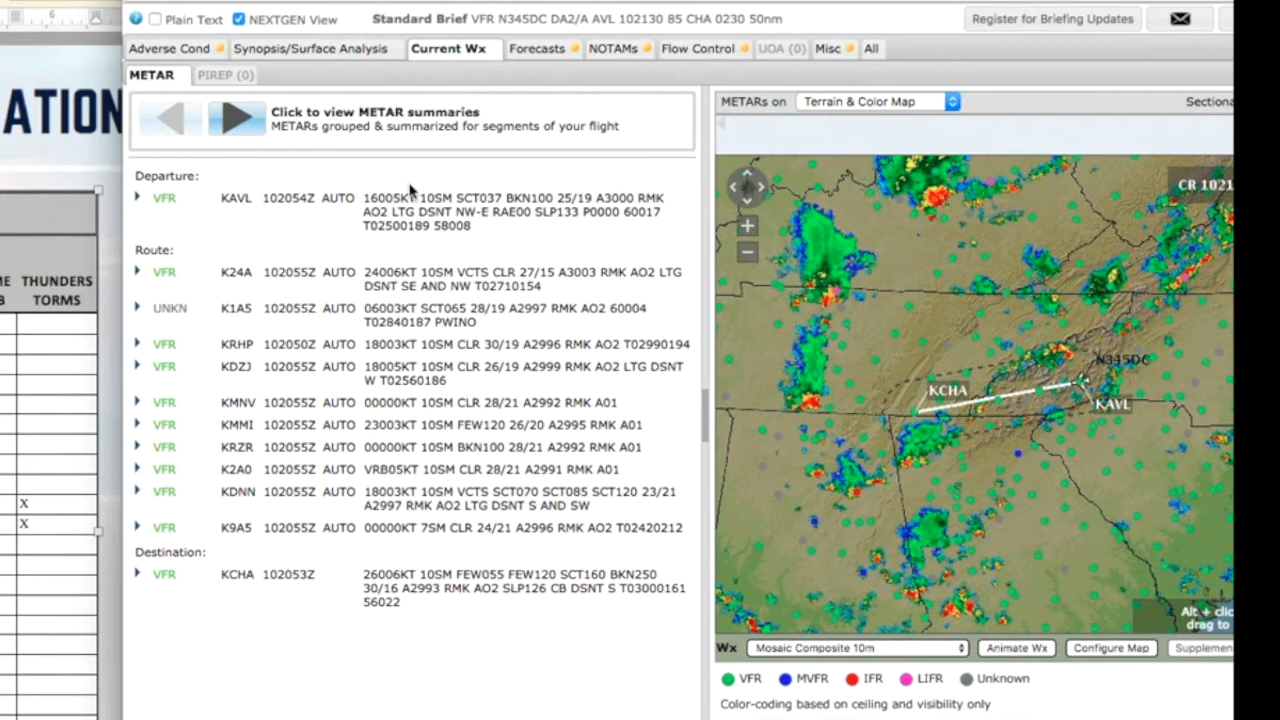 6
Plain Text NEXTGEN View Standard Brief VFR N345DC DA2/A AVL 102130 85 CHA 0230 50nm Register for Briefing Updates
Adverse Cond Synopsis/Surface Analysis Current Wx Forecasts NOTAMs Flow Control UOA (0) Misc All
METAR PIREP (0)
ATION
THUNDERS
TORMS
X
X
Click to view METAR summaries
METARs grouped & summarized for segments of your flight
Departure:
VFR KAVL 102054Z AUTO 16005KT 10SM SCT037 BKN100 25/19 A3000 RMK
AO2 LTG DSNT NW-E RAE00 SLP133 P0000 60017
T02500189 58008
Route:
VFR K24A 102055Z AUTO 24006KT 10SM VCTS CLR 27/15 A3003 RMK AO2 LTG
DSNT SE AND NW T02710154
UNKN K1A5 102055Z AUTO 06003KT SCT065 28/19 A2997 RMK AO2 60004
T02840187 PWINO
VFR KRHP 102050Z AUTO 18003KT 10SM CLR 30/19 A2996 RMK AO2 T02990194
VFR KDZJ 102055Z AUTO 18005KT 10SM CLR 26/19 A2999 RMK AO2 LTG DSNT
W T02560186
VFR KMNV 102055Z AUTO 00000KT 10SM CLR 28/21 A2992 RMK A01
VFR KMMI 102055Z AUTO 23003KT 10SM FEW120 26/20 A2995 RMK A01
VFR KRZR 102055Z AUTO 00000KT 10SM BKN100 28/21 A2992 RMK A01
VFR K2A0 102055Z AUTO VRB05KT 10SM CLR 28/21 A2991 RMK A01
VFR KDNN 102055Z AUTO 18003KT 10SM VCTS SCT070 SCT085 SCT120 23/21
A2997 RMK AO2 LTG DSNT S AND SW
VFR K9A5 102055Z AUTO 00000KT 7SM CLR 24/21 A2996 RMK AO2 T02420212
Destination:
VFR KCHA 102053Z 26006KT 10SM FEW055 FEW120 SCT160 BKN250
30/16 A2993 RMK AO2 SLP126 CB DSNT S T03000161
56022
METARs on Terrain & Color Map Sectiona
CR 1021
N345DC
KCHA
KAVL
Alt + clic
drag to
Wx Mosaic Composite 10m Animate Wx Configure Map Supplemen
VFR MVFR IFR LIFR Unknown
Color-coding based on ceiling and visibility only